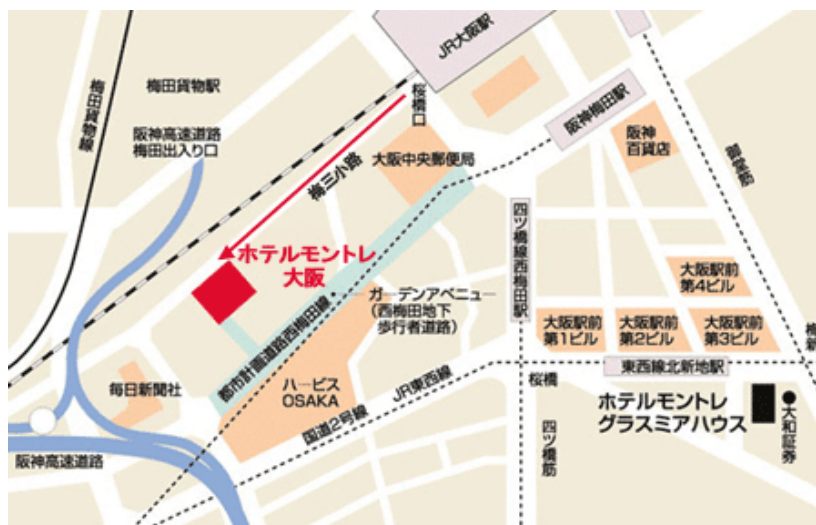 JR大阪駅
桜橋口
梅田貨物駅
梅田貨物線
阪神高速道路
梅田出入り口
梅三小路
大阪中央郵便局
阪神梅田駅
阪神
百貨店
御堂筋
ホテルモントレ
大阪
四ツ橋線西梅田駅
ガーデンアベニュー
(西梅田地下
歩行者道路)
都市計画道路西梅田線
大阪駅前
第4ビル
大阪駅前
第1ビル
大阪駅前
第2ビル
大阪駅前
第3ビル
梅新
東西線北新地駅
毎日新聞社
ハービス
OSAKA
JR東西線
国道2号線
桜橋
四ツ橋筋
ホテルモントレ
グラスミアハウス
大和証券
阪神高速道路